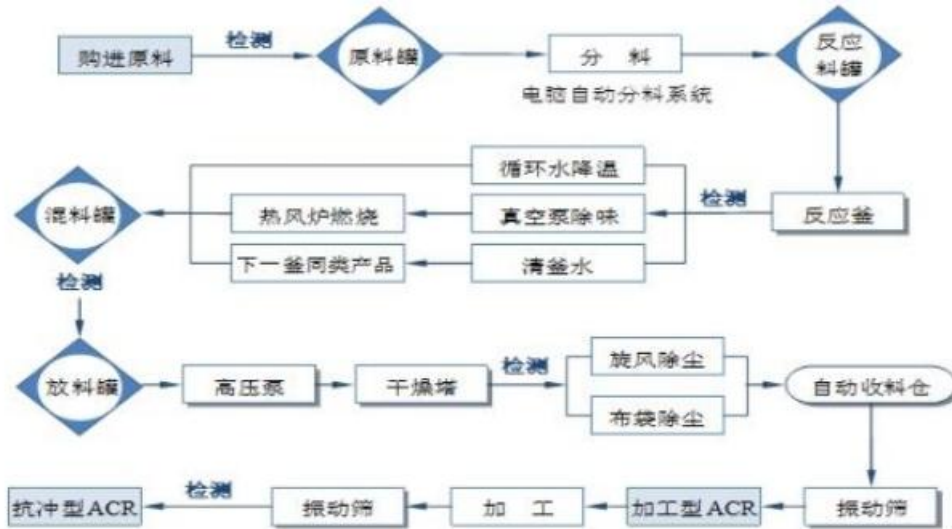 购进原料
检测
原料罐
分 料
电脑自动分料系统
反应
料罐
循环水降温
混料罐
热风炉燃烧
真空泵除味
检测
反应釜
下一釜同类产品
清釜水
检测
放料罐
高压泵
干燥塔
检测
旋风除尘
布袋除尘
自动收料仓
抗冲型ACR
检测
振动筛
加 工
加工型ACR
振动筛